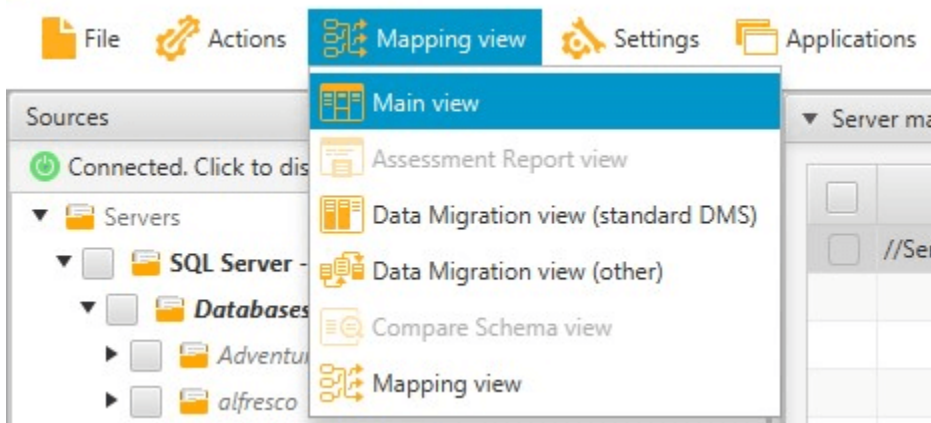 File Actions Mapping view Settings Applications
Main view
Assessment Report view
Data Migration view (standard DMS)
Data Migration view (other)
Compare Schema view
Mapping view
Sources
Connected. Click to dis
Servers
SQL Server -
Databases
Adventu
alfresco
Server ma
//Ser